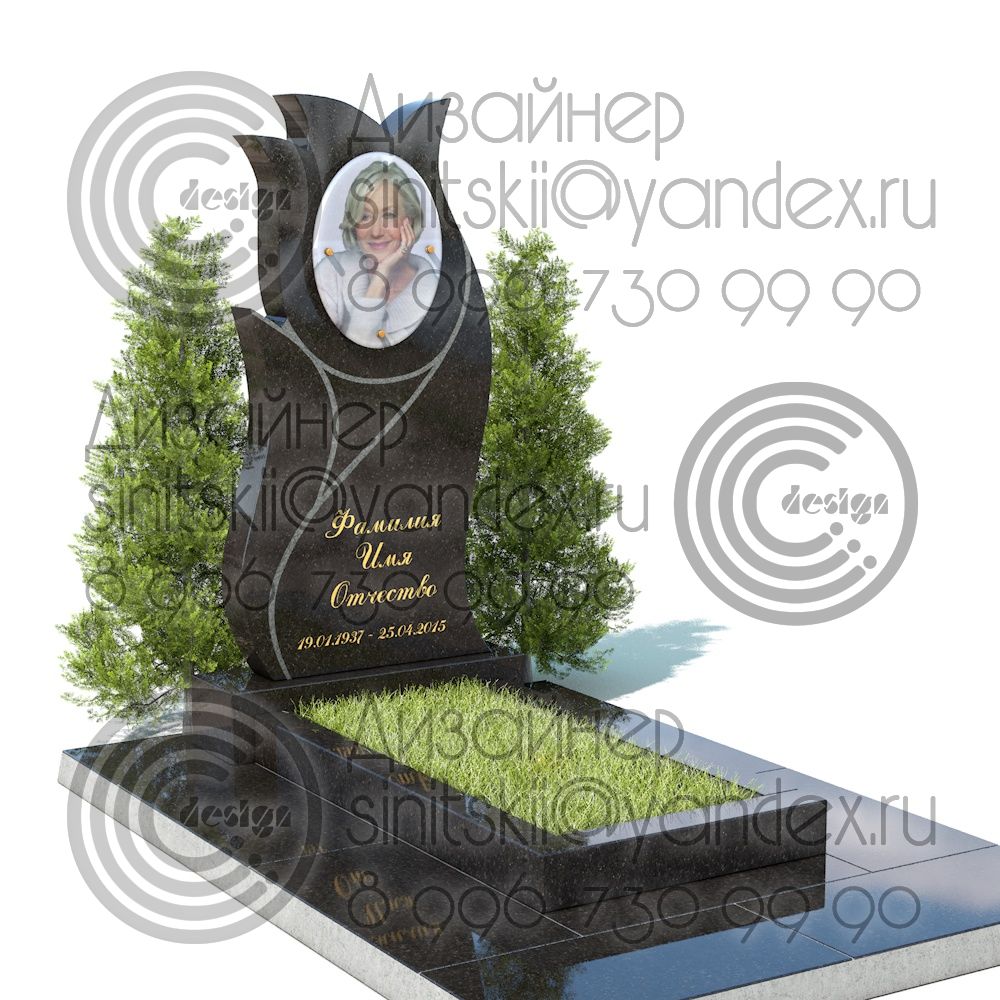 Дизайнер
sinitskii@yandex.ru
8 996 730 99 90
design
Дизайнер
sinitskii@yandex.ru
8 996 730 99 90
design
Фамилия
Имя
Отчество
19.01.1937 - 25.04.2015
Дизайнер
sinitskii@yandex.ru
8 996 730 99 90
design